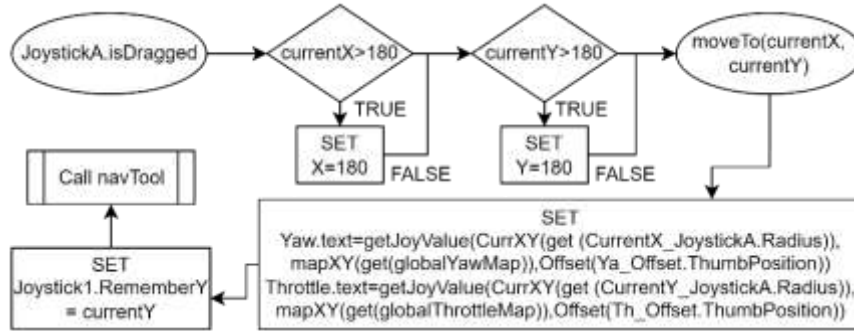 JoystickA.isDragged
currentX>180
currentY>180
moveTo(currentX,
currentY)
TRUE
TRUE
SET
X=180
FALSE
SET
Y=180
FALSE
Call navTool
SET
Yaw.text=getJoyValue(CurrXY(get (CurrentX_JoystickA.Radius)),
mapXY(get(globalYawMap)),Offset(Ya_Offset.ThumbPosition))
Throttle.text=getJoyValue(CurrXY(get (CurrentY_JoystickA.Radius)),
mapXY(get(globalThrottleMap)),Offset(Th_Offset.ThumbPosition))
SET
Joystick1.RememberY
= currentY